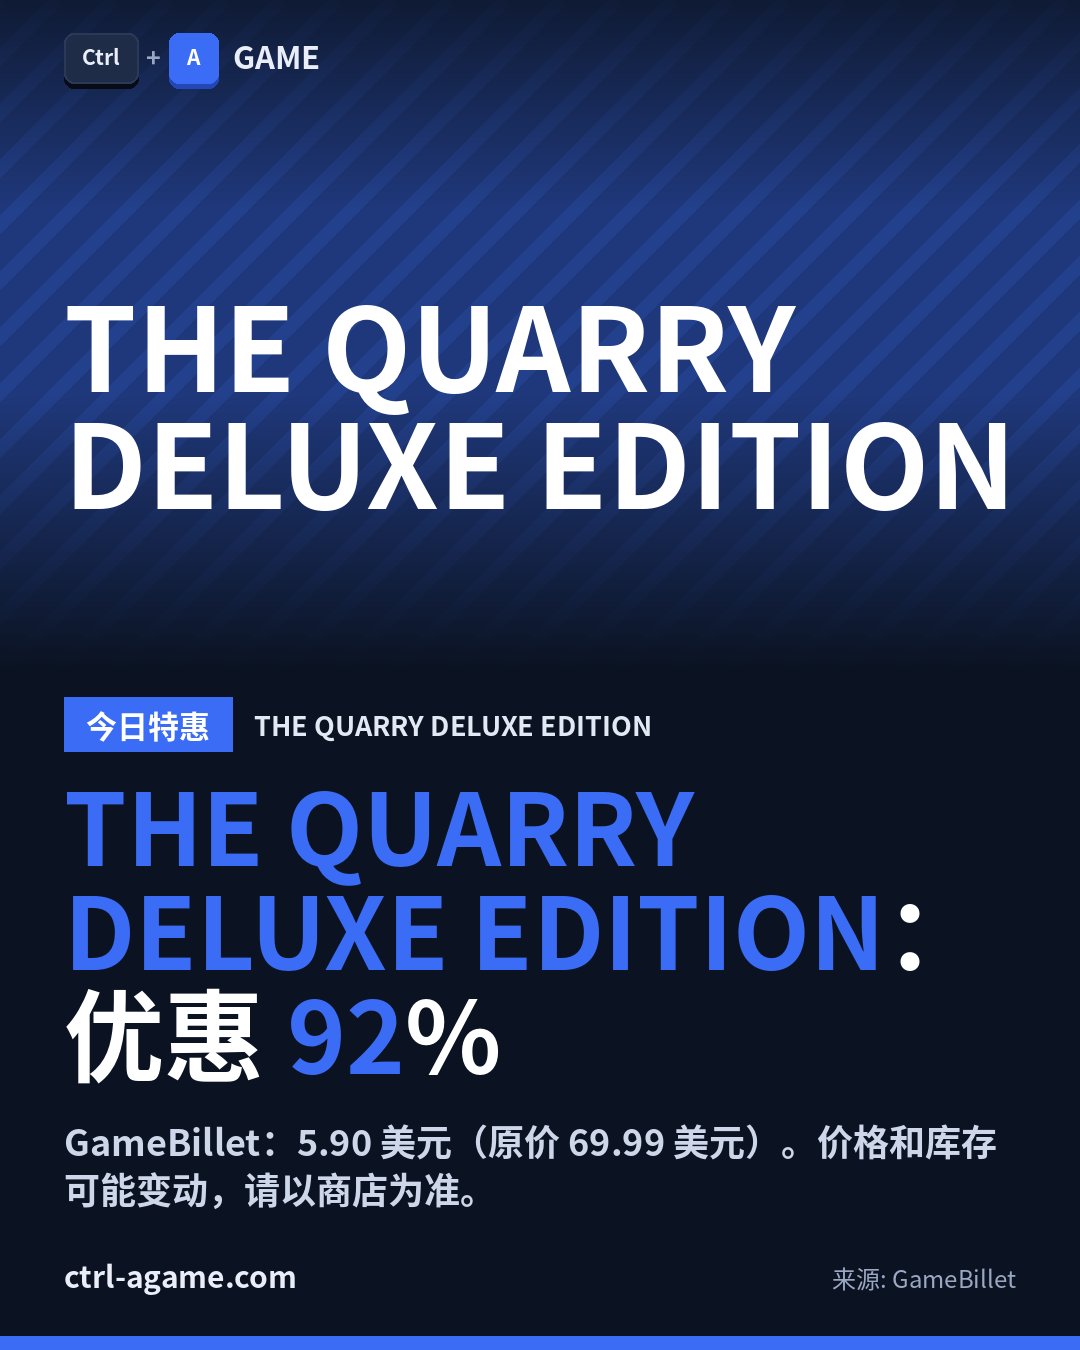 Ctrl + A GAME
THE QUARRY
DELUXE EDITION
今日特惠 THE QUARRY DELUXE EDITION
THE QUARRY
DELUXE EDITION：
优惠 92%
GameBillet：5.90 美元（原价 69.99 美元）。价格和库存
可能变动，请以商店为准。
ctrl-agame.com 来源: GameBillet